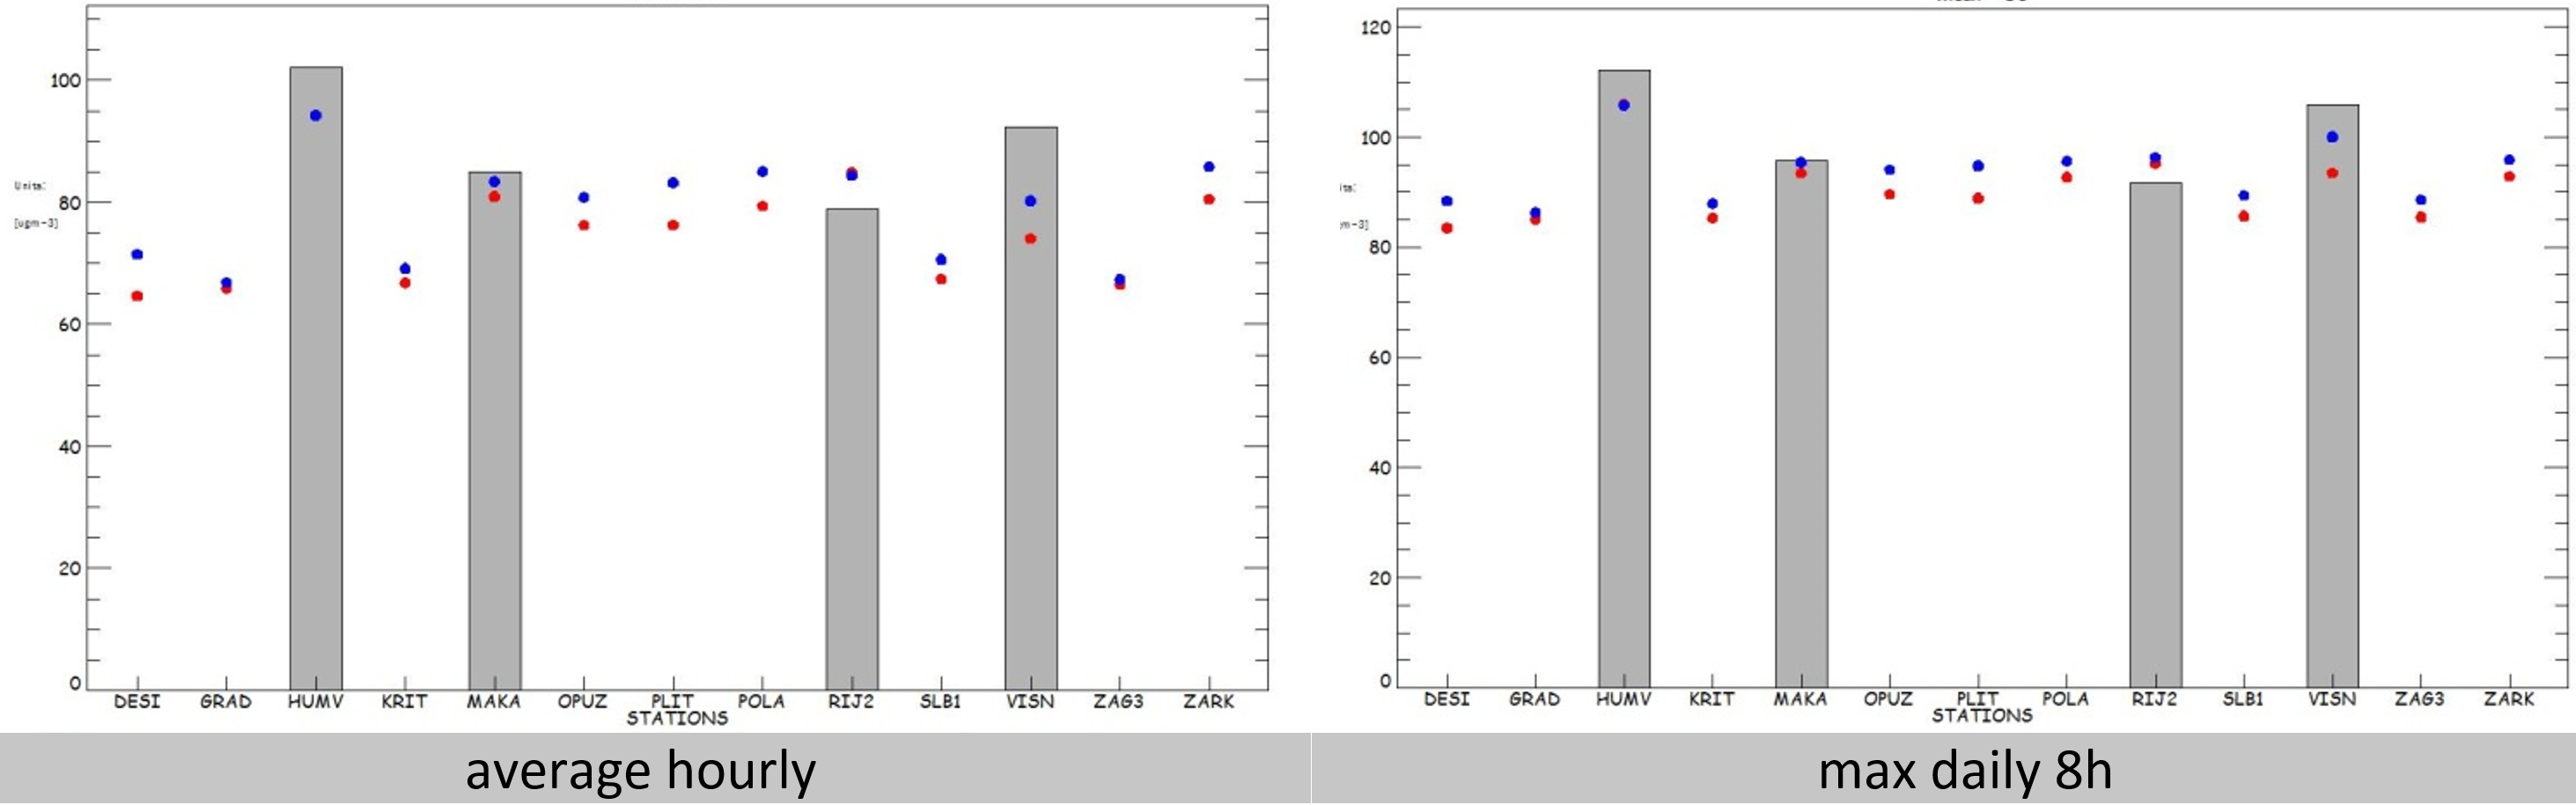 100
80
60
40
20
0
Units:
[ugm-3]
DESI GRAD HUMV KRIT MAKA OPUZ PLIT POLA RIJ2 SLB1 VISN ZAG3 ZARK
STATIONS
average hourly
120
100
80
60
40
20
0
DESI GRAD HUMV KRIT MAKA OPUZ PLIT POLA RIJ2 SLB1 VISN ZAG3 ZARK
STATIONS
max daily 8h